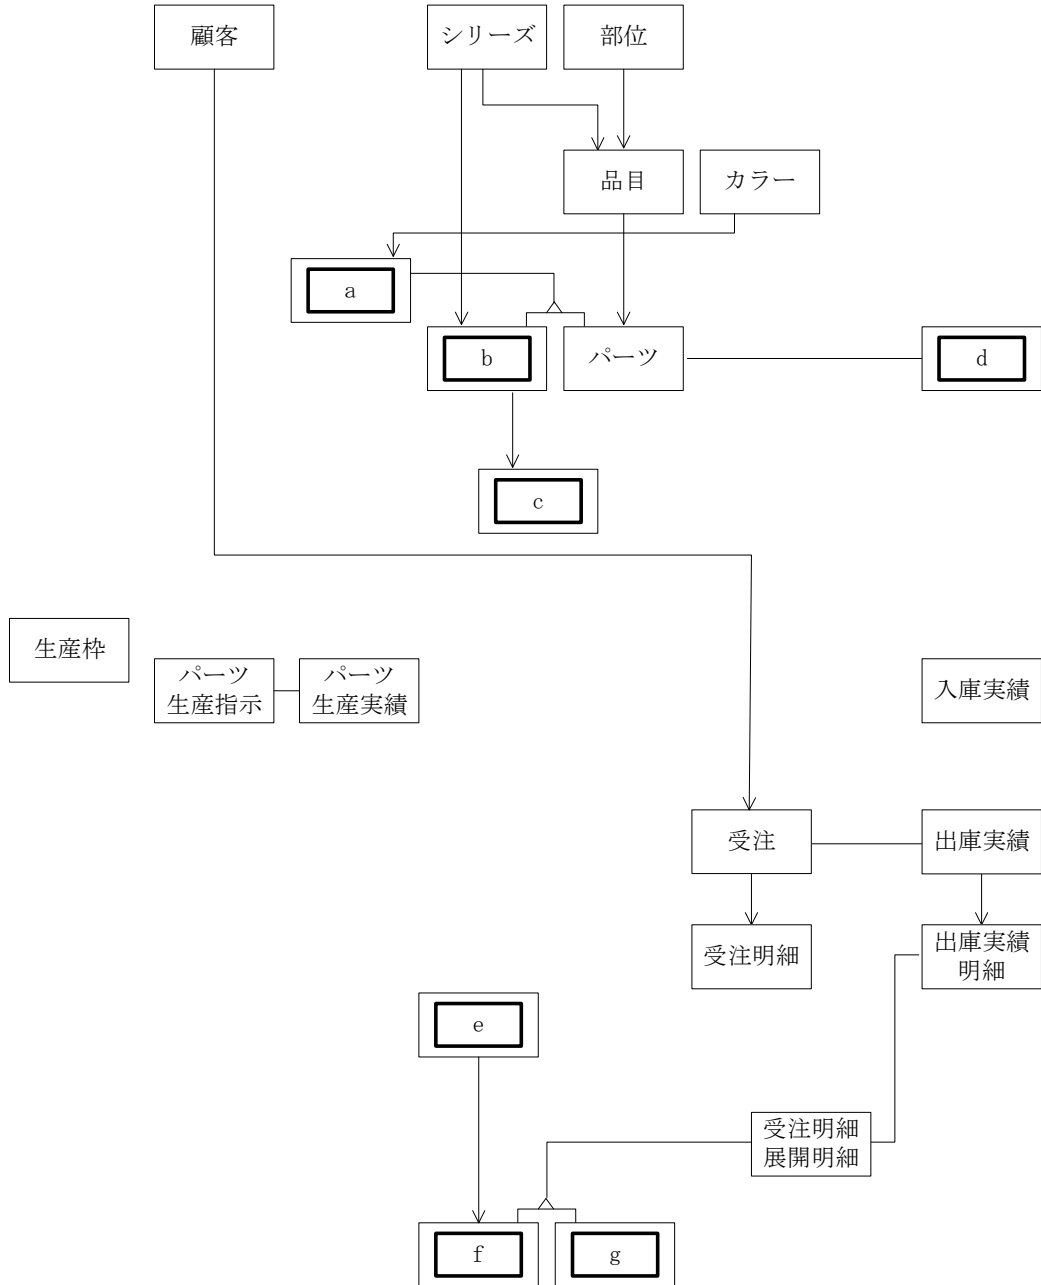 顧客
シリーズ
部位
品目
カラー
a
b
パーツ
d
c
生産枠
パーツ
生産指示
パーツ
生産実績
入庫実績
受注
出庫実績
受注明細
出庫実績
明細
e
受注明細
展開明細
f
g